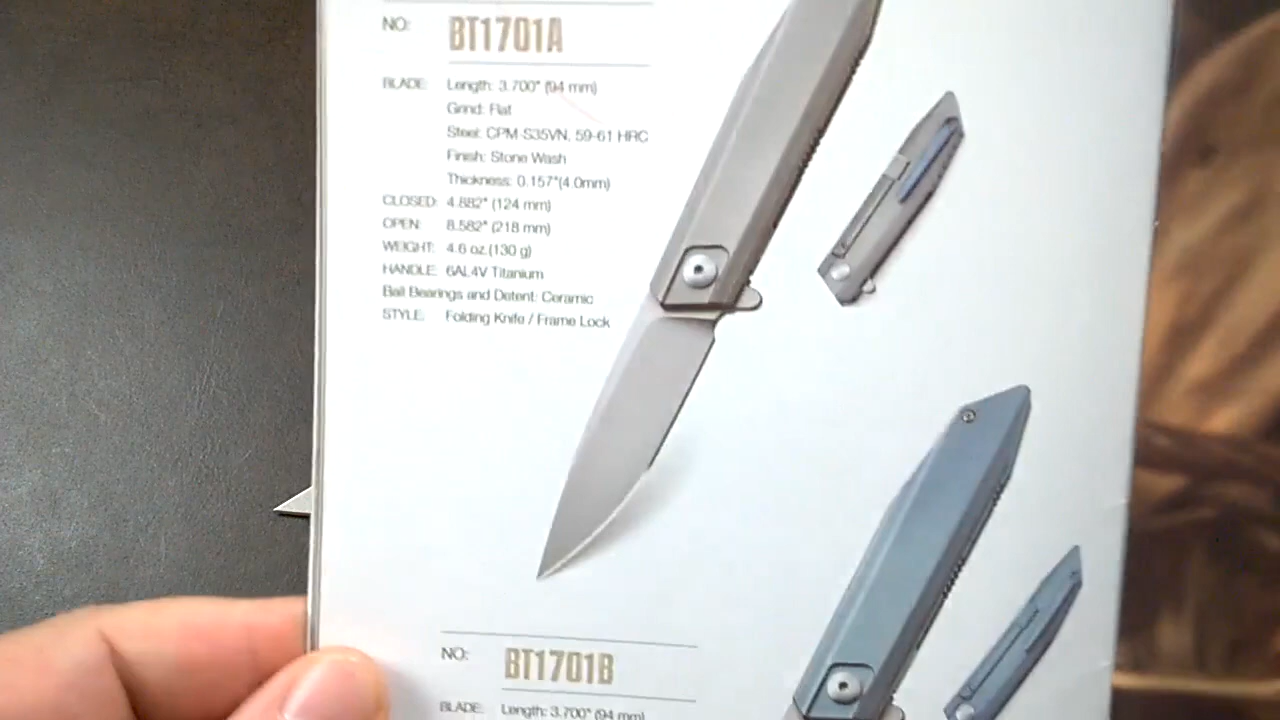 NO: BT1701A
BLADE: Length: 3.700" (94 mm)
Grind: Flat
Steel: CPM-S35VN, 59-61 HRC
Finish: Stone Wash
Thickness: 0.157"(4.0mm)
CLOSED: 4.882" (124 mm)
OPEN: 8.582" (218 mm)
WEIGHT: 4.6 oz.(130 g)
HANDLE: 6AL4V Titanium
Ball Bearings and Detent: Ceramic
STYLE: Folding Knife / Frame Lock
NO: BT1701B
BLADE: Length: 3.700" (94 mm)